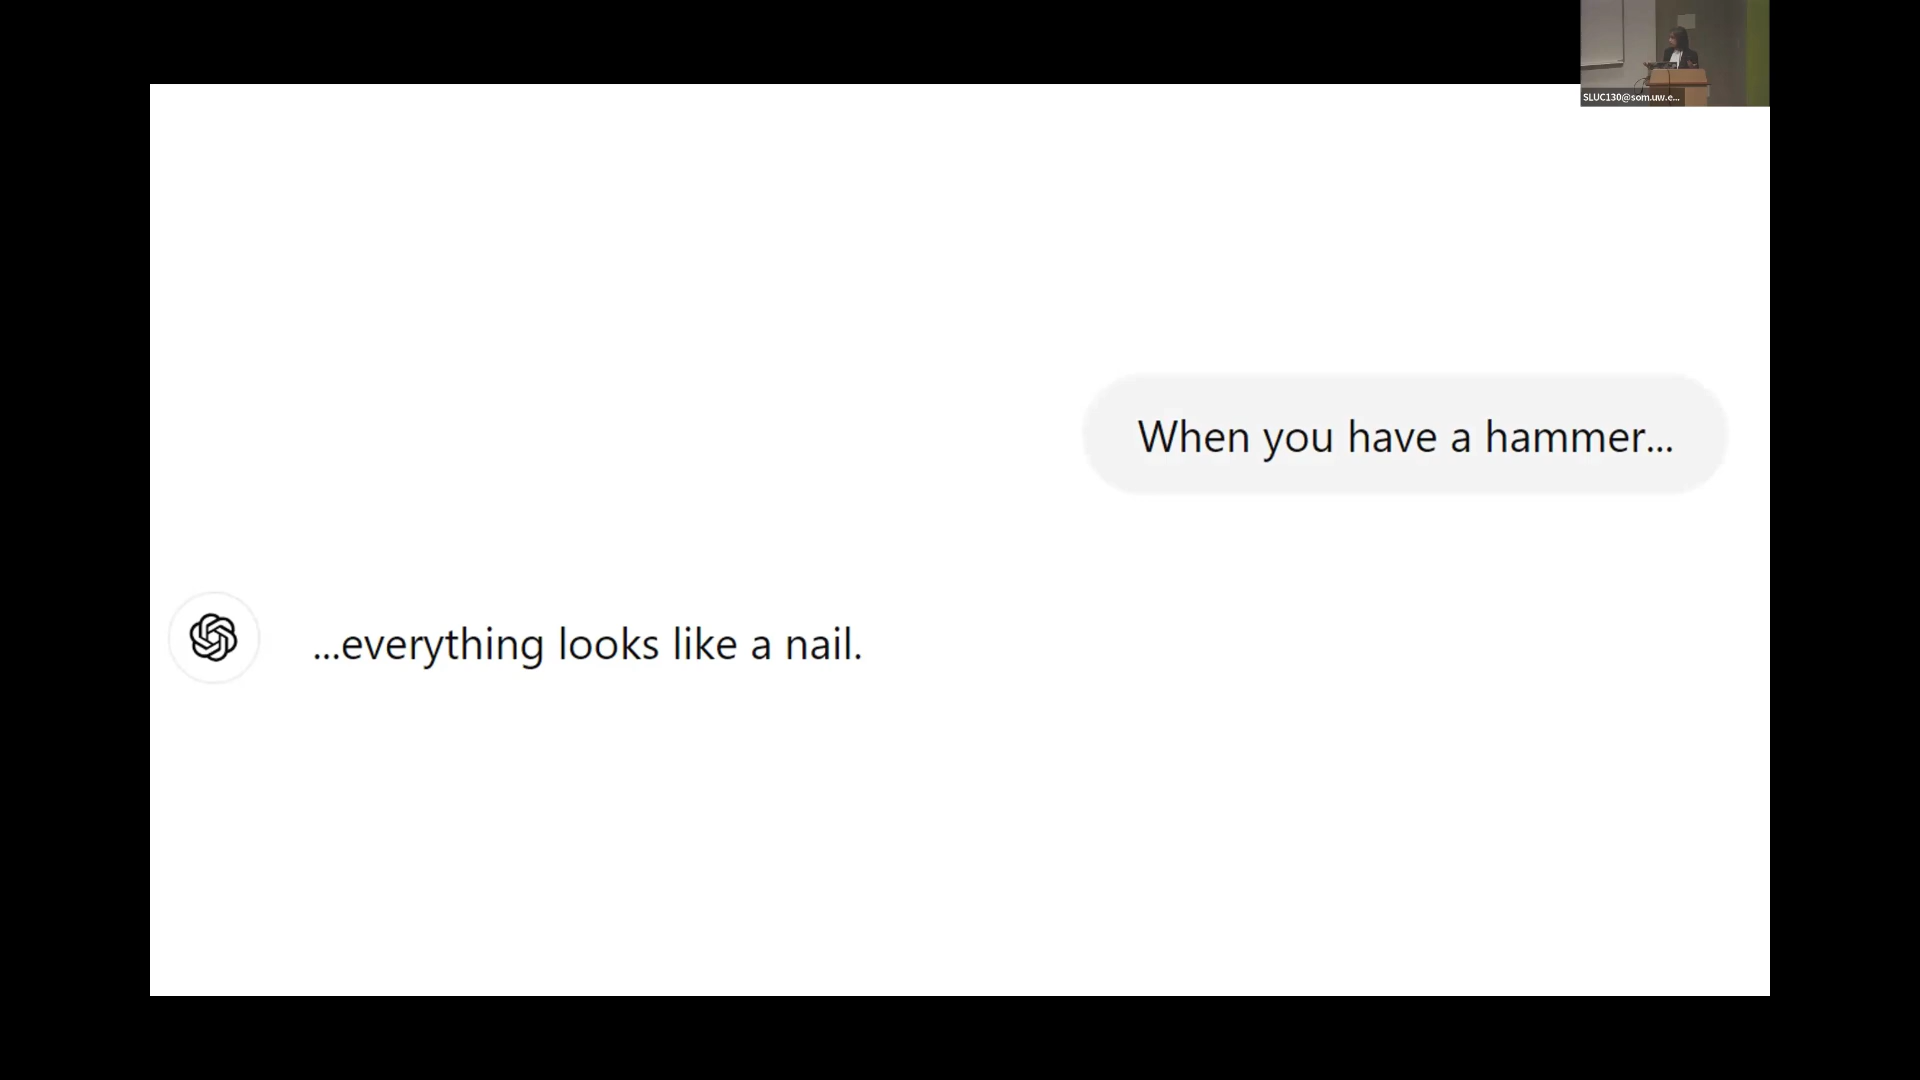 SLUC130@som.uw.e...
When you have a hammer...
...everything looks like a nail.